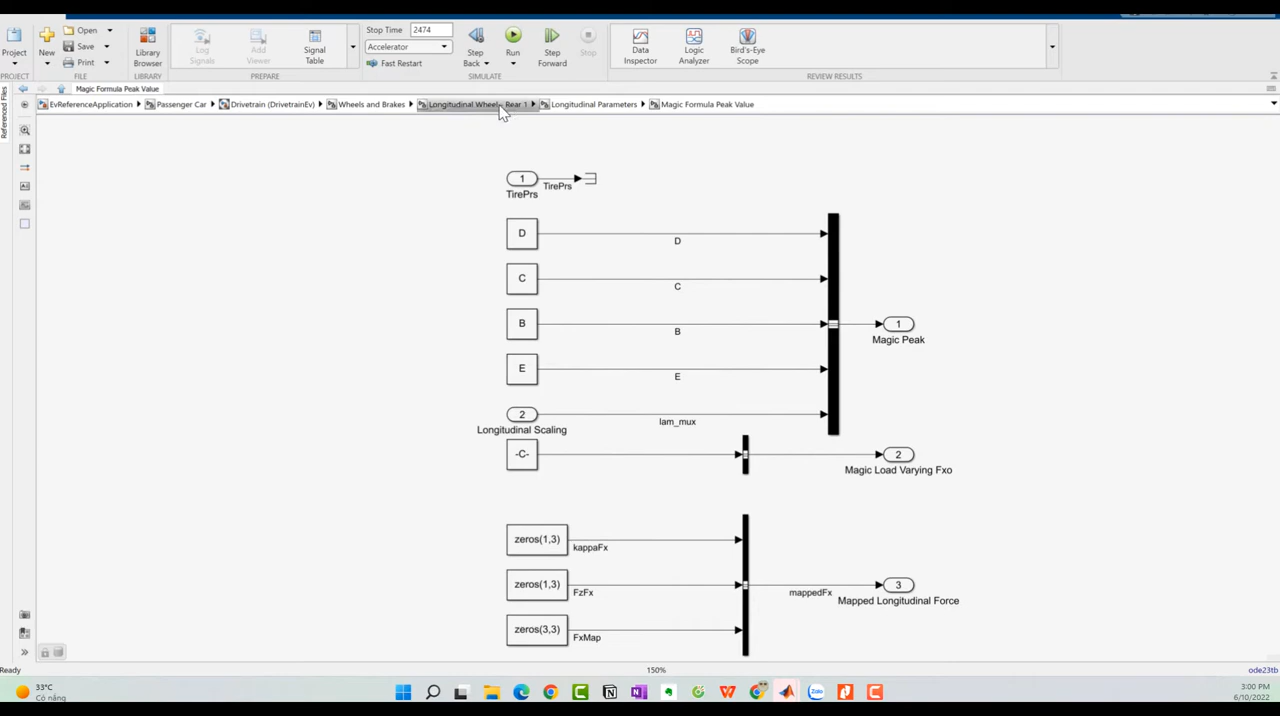 Project
New
Open
Save
Print
Library
Browser
Log
Signals
Add
Viewer
Signal
Table
Stop Time 2474
Accelerator
Fast Restart
Step
Back
Run
Step
Forward
Stop
Data
Inspector
Logic
Analyzer
Bird's-Eye
Scope
PROJECT
FILE
LIBRARY
PREPARE
SIMULATE
REVIEW RESULTS
Magic Formula Peak Value
EvReferenceApplication Passenger Car Drivetrain (DrivetrainEv) Wheels and Brakes Longitudinal Wheel - Rear 1 Longitudinal Parameters Magic Formula Peak Value
Referenced Files
1
TirePrs
TirePrs
D
D
C
C
B
B
1
Magic Peak
E
E
2
Longitudinal Scaling
lam_mux
-C-
2
Magic Load Varying Fxo
zeros(1,3)
kappaFx
zeros(1,3)
FzFx
mappedFx
3
Mapped Longitudinal Force
zeros(3,3)
FxMap
Ready
150%
ode23tb
33°C
Có nắng
Zalo
3:00 PM
6/10/2022